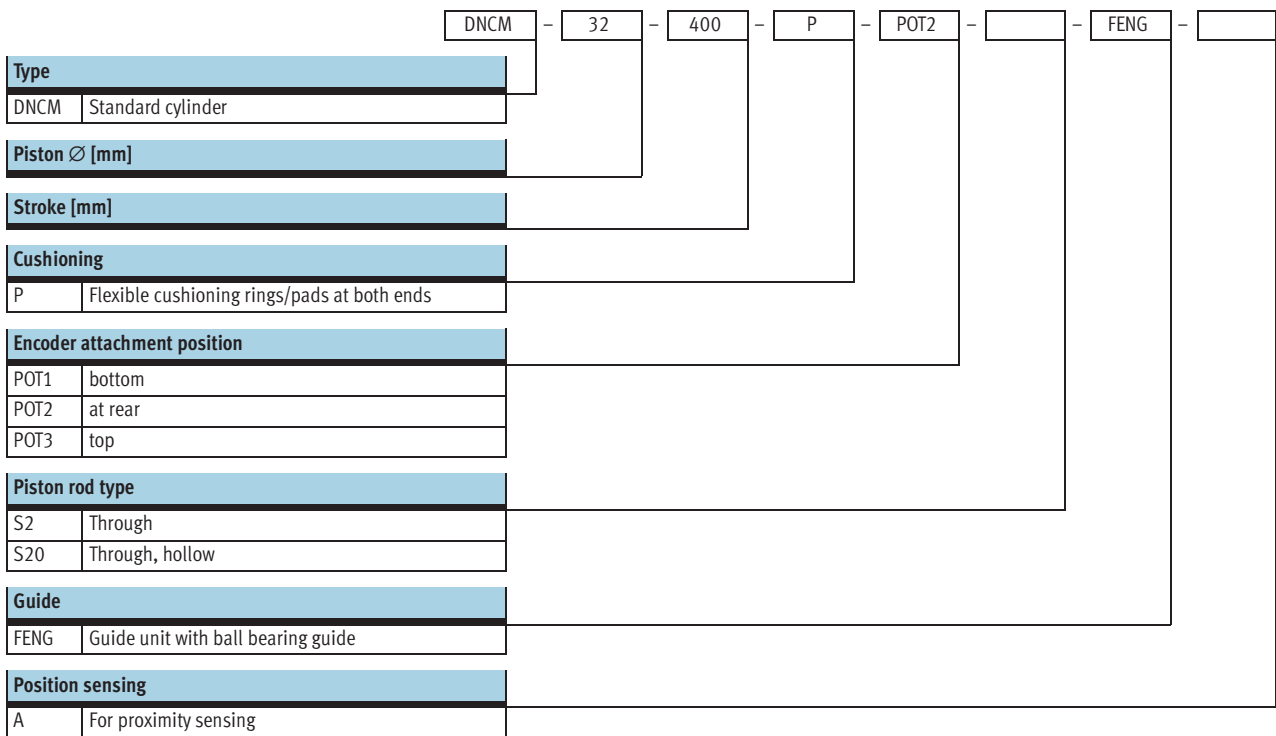 DNCM – 32 – 400 – P – POT2 – – FENG –
Type
DNCM Standard cylinder
Piston ∅ [mm]
Stroke [mm]
Cushioning
P Flexible cushioning rings/pads at both ends
Encoder attachment position
POT1 bottom
POT2 at rear
POT3 top
Piston rod type
S2 Through
S20 Through, hollow
Guide
FENG Guide unit with ball bearing guide
Position sensing
A For proximity sensing